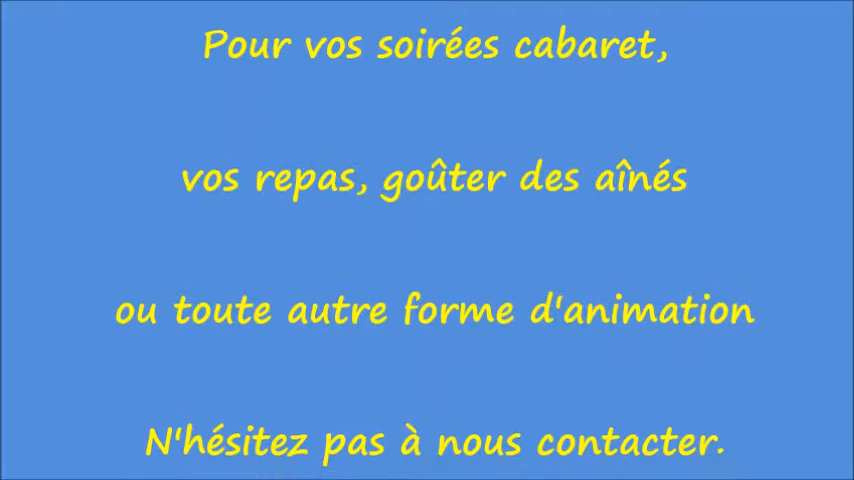 Pour vos soirées cabaret,
vos repas, goûter des aînés
ou toute autre forme d'animation
N'hésitez pas à nous contacter.